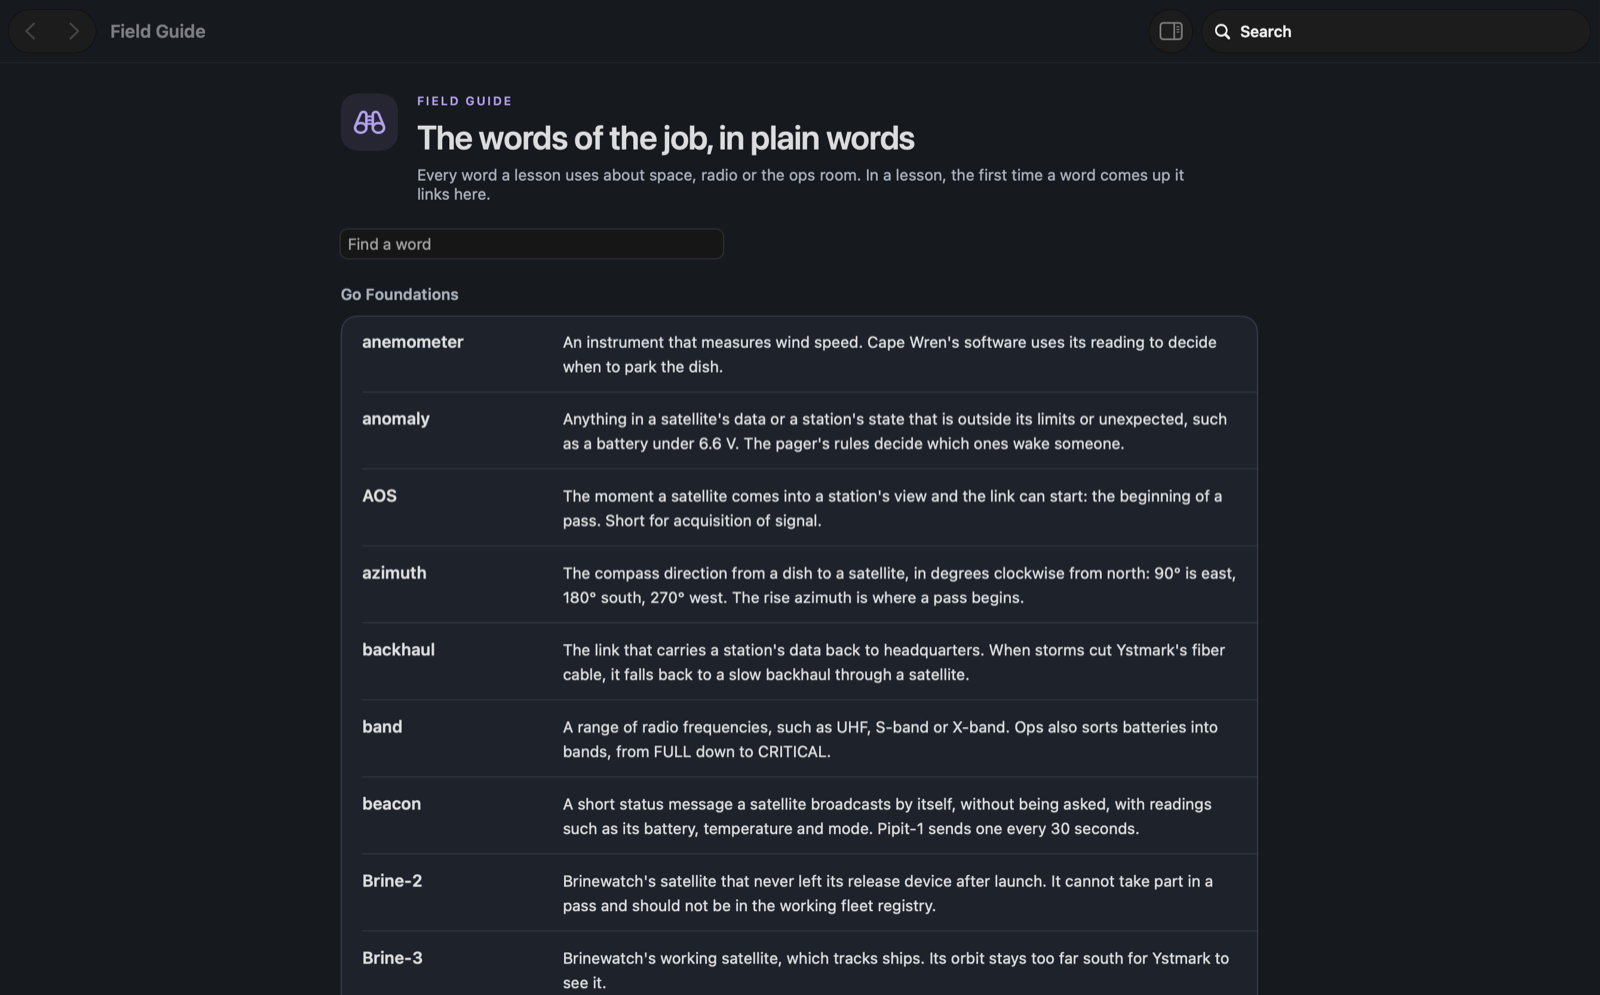 Field Guide
Search
FIELD GUIDE
The words of the job, in plain words
Every word a lesson uses about space, radio or the ops room. In a lesson, the first time a word comes up it
links here.
Find a word
Go Foundations
anemometer
An instrument that measures wind speed. Cape Wren's software uses its reading to decide
when to park the dish.
anomaly
Anything in a satellite's data or a station's state that is outside its limits or unexpected, such
as a battery under 6.6 V. The pager's rules decide which ones wake someone.
AOS
The moment a satellite comes into a station's view and the link can start: the beginning of a
pass. Short for acquisition of signal.
azimuth
The compass direction from a dish to a satellite, in degrees clockwise from north: 90° is east,
180° south, 270° west. The rise azimuth is where a pass begins.
backhaul
The link that carries a station's data back to headquarters. When storms cut Ystmark's fiber
cable, it falls back to a slow backhaul through a satellite.
band
A range of radio frequencies, such as UHF, S-band or X-band. Ops also sorts batteries into
bands, from FULL down to CRITICAL.
beacon
A short status message a satellite broadcasts by itself, without being asked, with readings
such as its battery, temperature and mode. Pipit-1 sends one every 30 seconds.
Brine-2
Brinewatch's satellite that never left its release device after launch. It cannot take part in a
pass and should not be in the working fleet registry.
Brine-3
Brinewatch's working satellite, which tracks ships. Its orbit stays too far south for Ystmark to
see it.